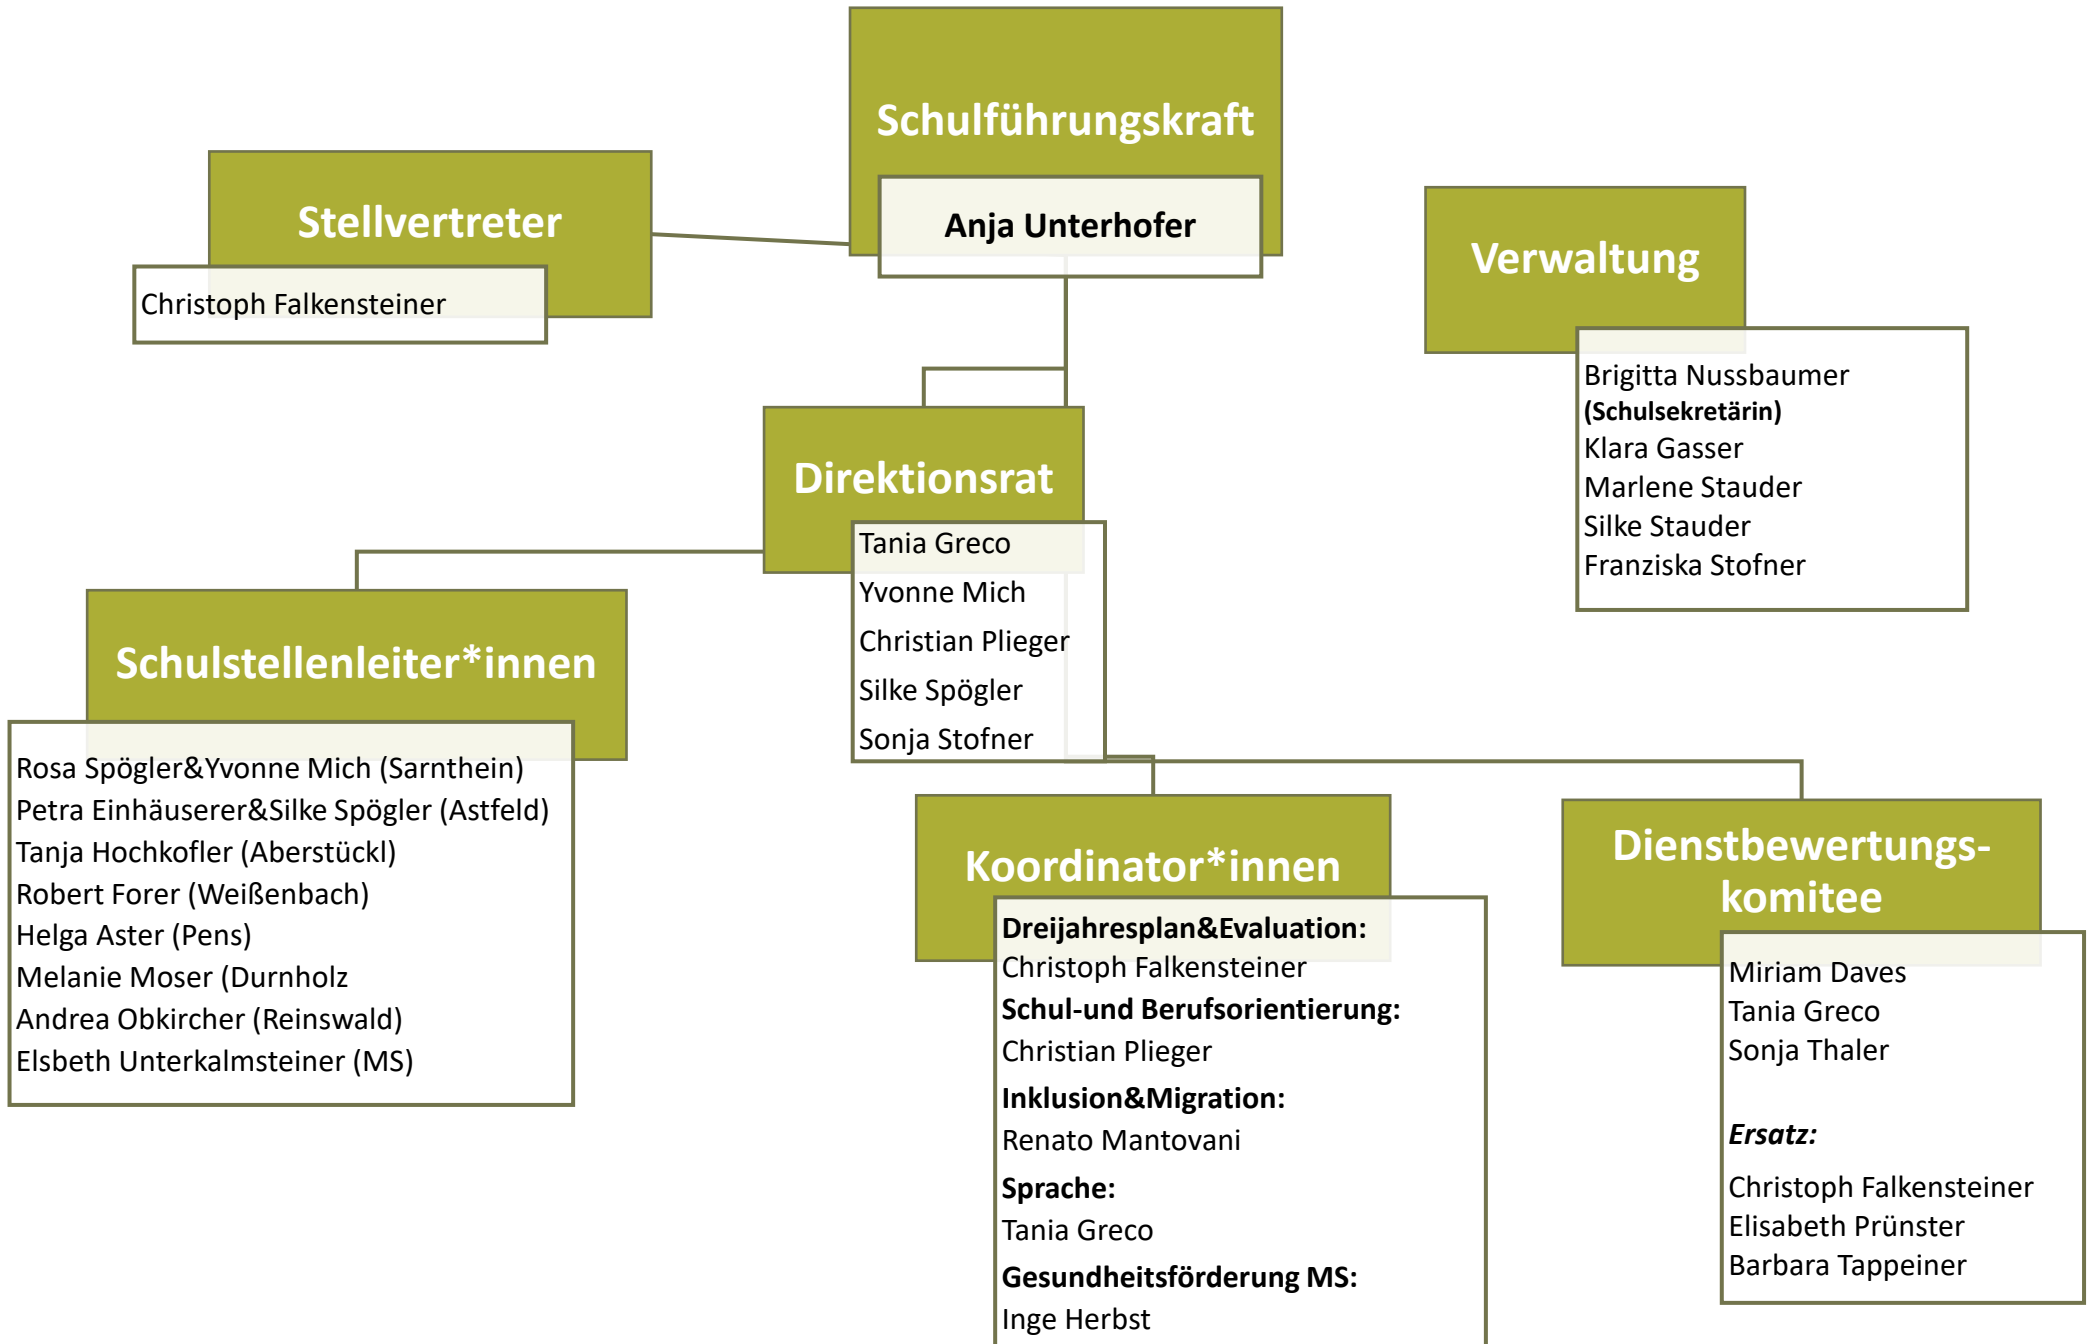 Schulführungskraft
Anja Unterhofer
Stellvertreter
Christoph Falkensteiner
Verwaltung
Brigitta Nussbaumer
(Schulsekretärin)
Klara Gasser
Marlene Stauder
Silke Stauder
Franziska Stofner
Direktionsrat
Tania Greco
Yvonne Mich
Christian Plieger
Silke Spögler
Sonja Stofner
Schulstellenleiter*innen
Rosa Spögler&Yvonne Mich (Sarnthein)
Petra Einhäuserer&Silke Spögler (Astfeld)
Tanja Hochkofler (Aberstückl)
Robert Forer (Weißenbach)
Helga Aster (Pens)
Melanie Moser (Durnholz
Andrea Obkircher (Reinswald)
Elsbeth Unterkalmsteiner (MS)
Koordinator*innen
Dreijahresplan&Evaluation:
Christoph Falkensteiner
Schul-und Berufsorientierung:
Christian Plieger
Inklusion&Migration:
Renato Mantovani
Sprache:
Tania Greco
Gesundheitsförderung MS:
Inge Herbst
Dienstbewertungs-
komitee
Miriam Daves
Tania Greco
Sonja Thaler
Ersatz:
Christoph Falkensteiner
Elisabeth Prünster
Barbara Tappeiner